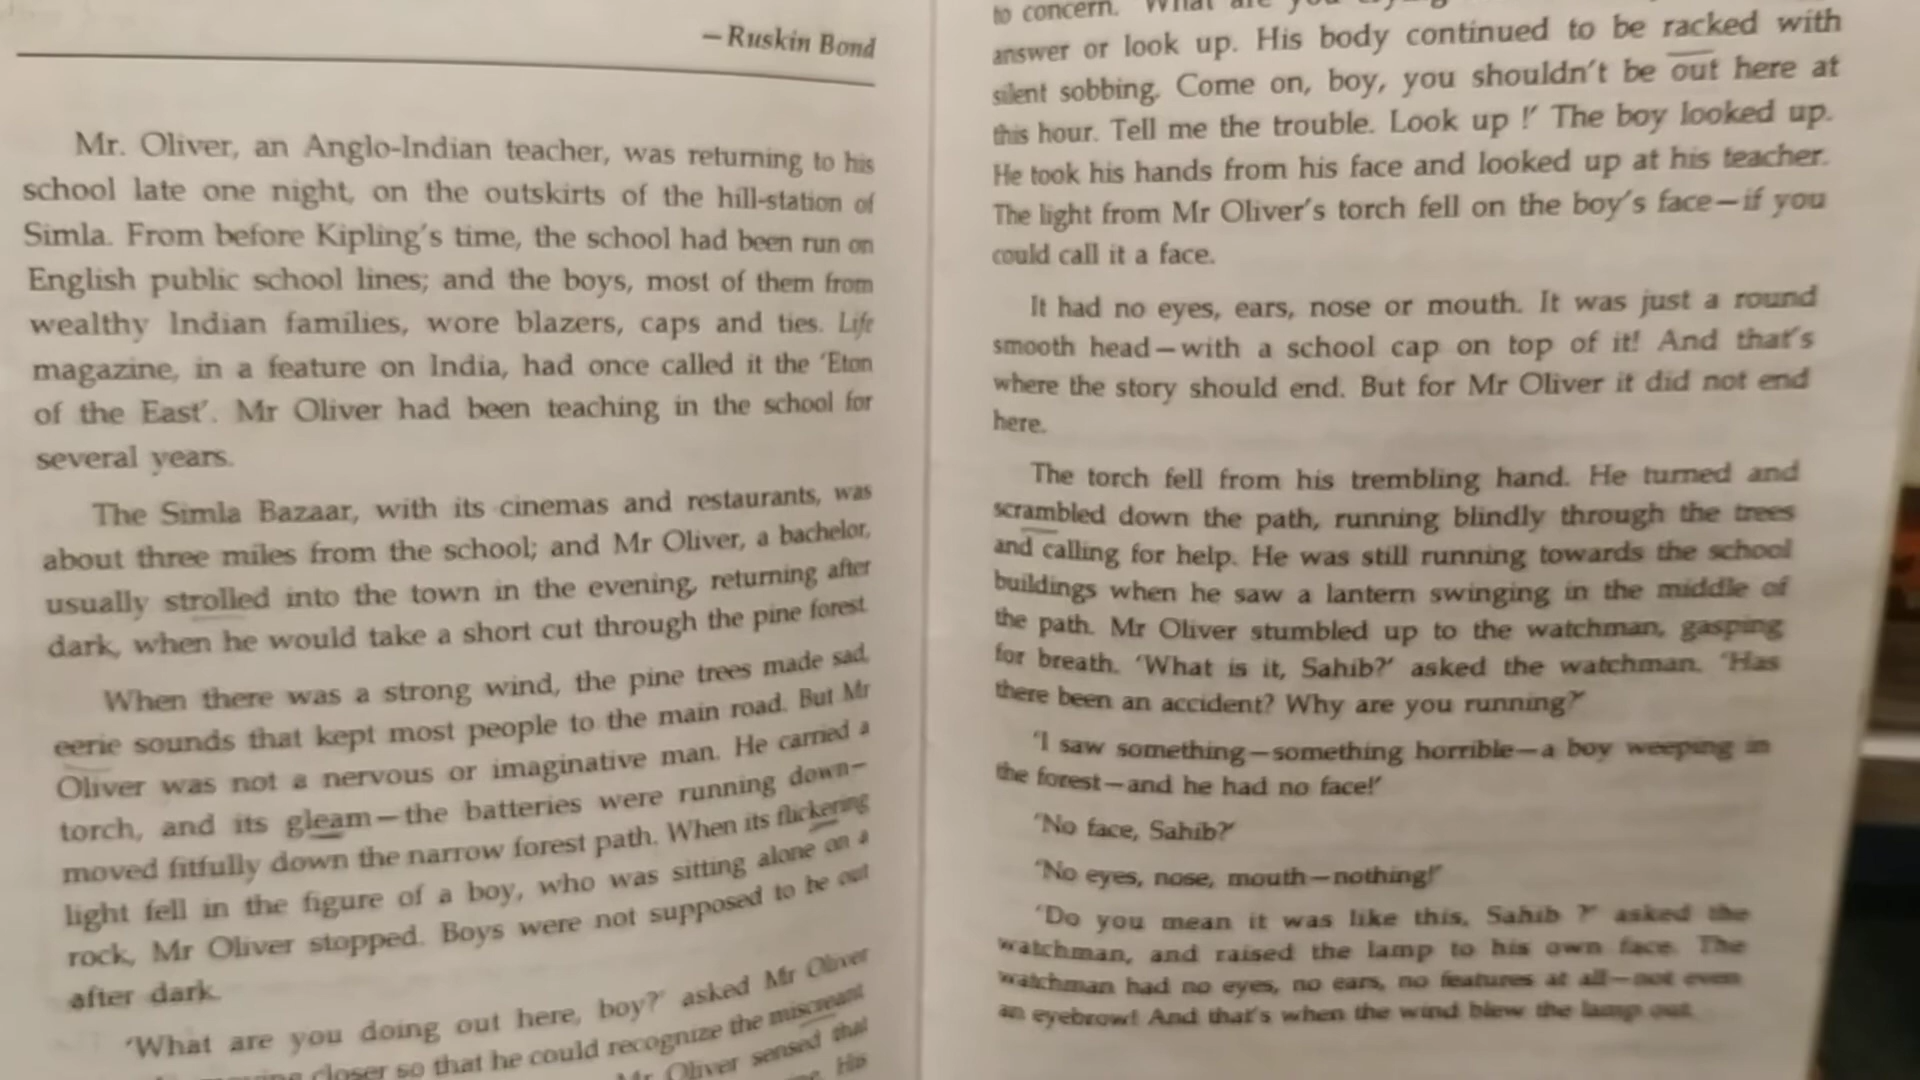 —Ruskin Bond
Mr. Oliver, an Anglo-Indian teacher, was returning to his
school late one night, on the outskirts of the hill-station of
Simla. From before Kipling's time, the school had been run on
English public school lines; and the boys, most of them from
wealthy Indian families, wore blazers, caps and ties. Life
magazine, in a feature on India, had once called it the 'Eton
of the East'. Mr Oliver had been teaching in the school for
several years.
The Simla Bazaar, with its cinemas and restaurants, was
about three miles from the school; and Mr Oliver, a bachelor,
usually strolled into the town in the evening, returning after
dark, when he would take a short cut through the pine forest.
When there was a strong wind, the pine trees made sad,
eerie sounds that kept most people to the main road. But Mr
Oliver was not a nervous or imaginative man. He carried a
torch, and its gleam—the batteries were running down—
moved fitfully down the narrow forest path. When its flickering
light fell in the figure of a boy, who was sitting alone on a
rock, Mr Oliver stopped. Boys were not supposed to be out
after dark.
'What are you doing out here, boy?' asked Mr Oliver
closer so that he could recognize the miscreant
Mr Oliver sensed that
His
to concern. 'What are you
answer or look up. His body continued to be racked with
silent sobbing. Come on, boy, you shouldn't be out here at
this hour. Tell me the trouble. Look up !' The boy looked up.
He took his hands from his face and looked up at his teacher.
The light from Mr Oliver's torch fell on the boy's face—if you
could call it a face.
It had no eyes, ears, nose or mouth. It was just a round
smooth head—with a school cap on top of it! And that's
where the story should end. But for Mr Oliver it did not end
here.
The torch fell from his trembling hand. He turned and
scrambled down the path, running blindly through the trees
and calling for help. He was still running towards the school
buildings when he saw a lantern swinging in the middle of
the path. Mr Oliver stumbled up to the watchman, gasping
for breath. 'What is it, Sahib?' asked the watchman. 'Has
there been an accident? Why are you running?'
'I saw something—something horrible—a boy weeping in
the forest—and he had no face!'
'No face, Sahib?'
'No eyes, nose, mouth—nothing!'
'Do you mean it was like this, Sahib ?' asked the
watchman, and raised the lamp to his own face. The
watchman had no eyes, no ears, no features at all—not even
an eyebrow! And that's when the wind blew the lamp out.